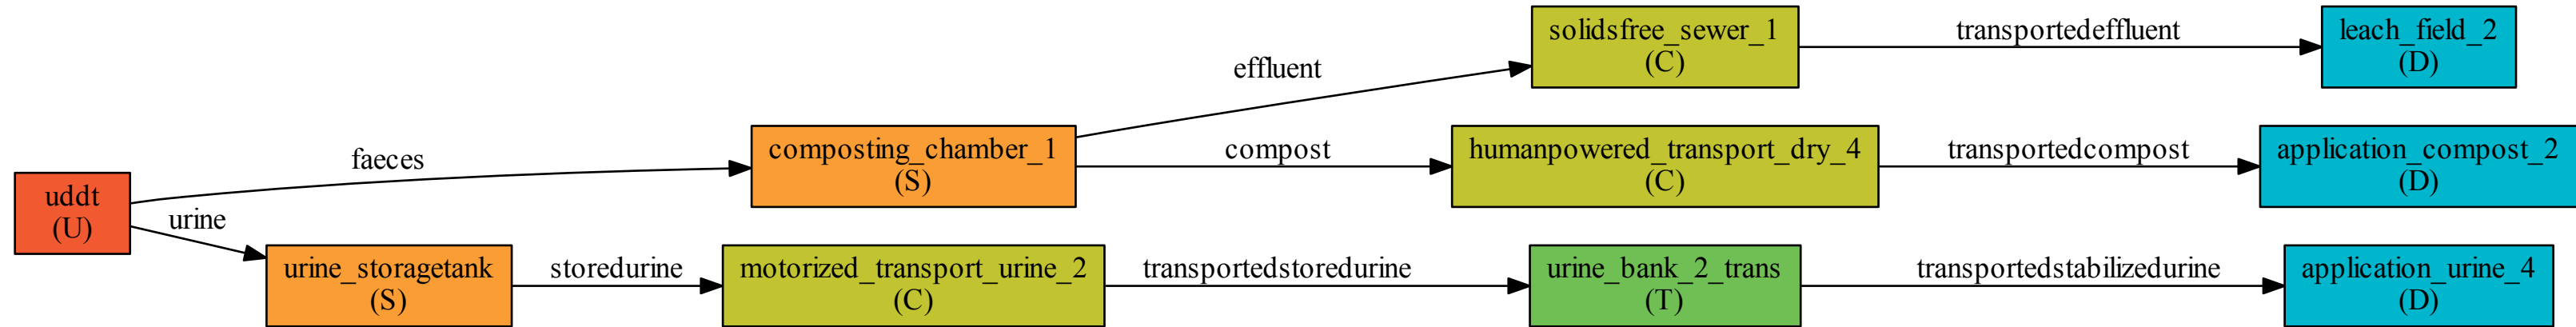 solidsfree_sewer_1
(C)
transportedeffluent
leach_field_2
(D)
effluent
composting_chamber_1
(S)
faeces
compost
humanpowered_transport_dry_4
(C)
transportedcompost
application_compost_2
(D)
uddt
(U)
urine
urine_storagetank
(S)
storedurine
motorized_transport_urine_2
(C)
transportedstoredurine
urine_bank_2_trans
(T)
transportedstabilizedurine
application_urine_4
(D)